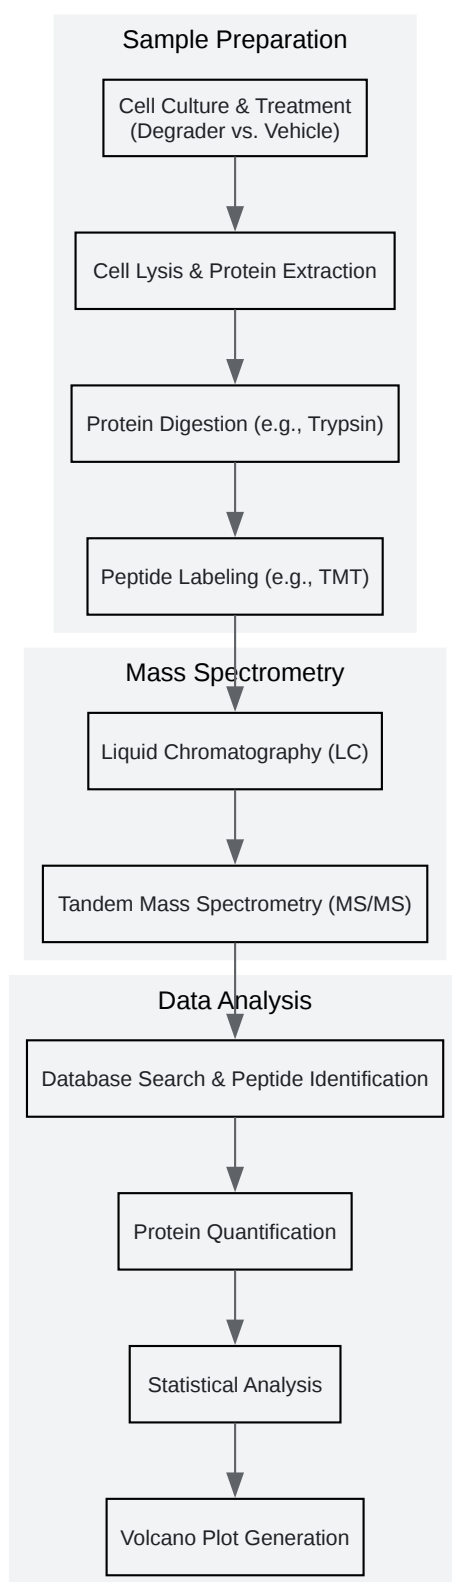 Sample Preparation
Cell Culture & Treatment
(Degrader vs. Vehicle)
Cell Lysis & Protein Extraction
Protein Digestion (e.g., Trypsin)
Peptide Labeling (e.g., TMT)
Mass Spectrometry
Liquid Chromatography (LC)
Tandem Mass Spectrometry (MS/MS)
Data Analysis
Database Search & Peptide Identification
Protein Quantification
Statistical Analysis
Volcano Plot Generation